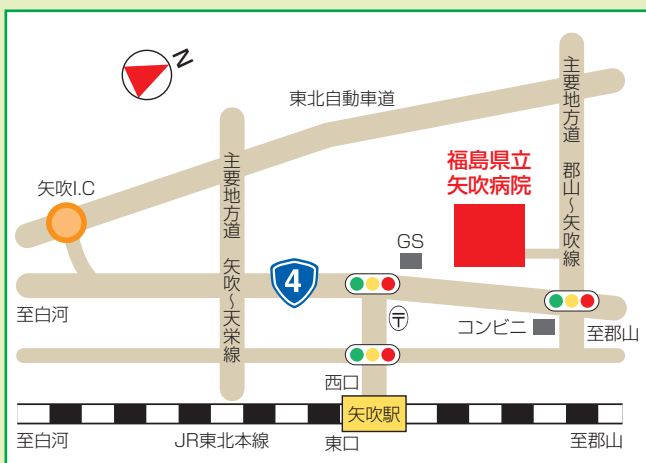 N
東北自動車道
主要地方道 郡山～矢吹線
主要地方道 矢吹～天栄線
福島県立
矢吹病院
矢吹I.C
GS
4
至白河
〒
コンビニ
至郡山
西口
矢吹駅
至白河
JR東北本線
東口
至郡山